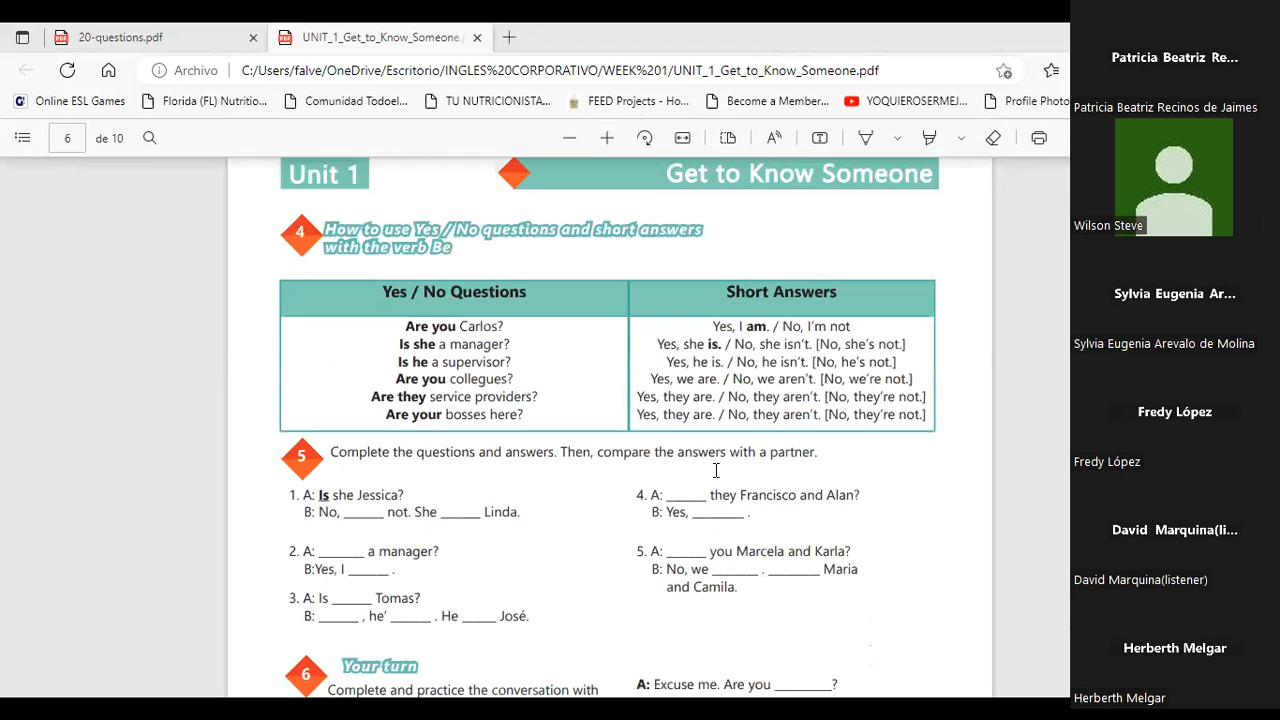 20-questions.pdf
UNIT_1_Get_to_Know_Someone.
Archivo
C:/Users/falve/OneDrive/Escritorio/INGLES%20CORPORATIVO/WEEK%201/UNIT_1_Get_to_Know_Someone.pdf
Online ESL Games
Florida (FL) Nutritio...
Comunidad Todoel...
TU NUTRICIONISTA...
FEED Projects - Ho...
Become a Member...
YOQUIEROSERMEJ...
Profile Photo
6 de 10
Unit 1
Get to Know Someone
4
How to use Yes / No questions and short answers
with the verb Be
Yes / No Questions
Short Answers
Are you Carlos?
Yes, I am. / No, I'm not
Is she a manager?
Yes, she is. / No, she isn't. [No, she's not.]
Is he a supervisor?
Yes, he is. / No, he isn't. [No, he's not.]
Are you collegues?
Yes, we are. / No, we aren't. [No, we're not.]
Are they service providers?
Yes, they are. / No, they aren't. [No, they're not.]
Are your bosses here?
Yes, they are. / No, they aren't. [No, they're not.]
5
Complete the questions and answers. Then, compare the answers with a partner.
1. A: Is she Jessica?
B: No, ______ not. She ______ Linda.
2. A: _______ a manager?
B:Yes, I ______ .
3. A: Is ______ Tomas?
B: ______ , he' ______ . He _____ José.
4. A: ______ they Francisco and Alan?
B: Yes, ________ .
5. A: ______ you Marcela and Karla?
B: No, we _______ . ________ Maria
and Camila.
6
Your turn
Complete and practice the conversation with
A: Excuse me. Are you _________?
Patricia Beatriz Re...
Patricia Beatriz Recinos de Jaimes
Wilson Steve
Sylvia Eugenia Ar...
Sylvia Eugenia Arevalo de Molina
Fredy López
Fredy López
David Marquina(li...
David Marquina(listener)
Herberth Melgar
Herberth Melgar